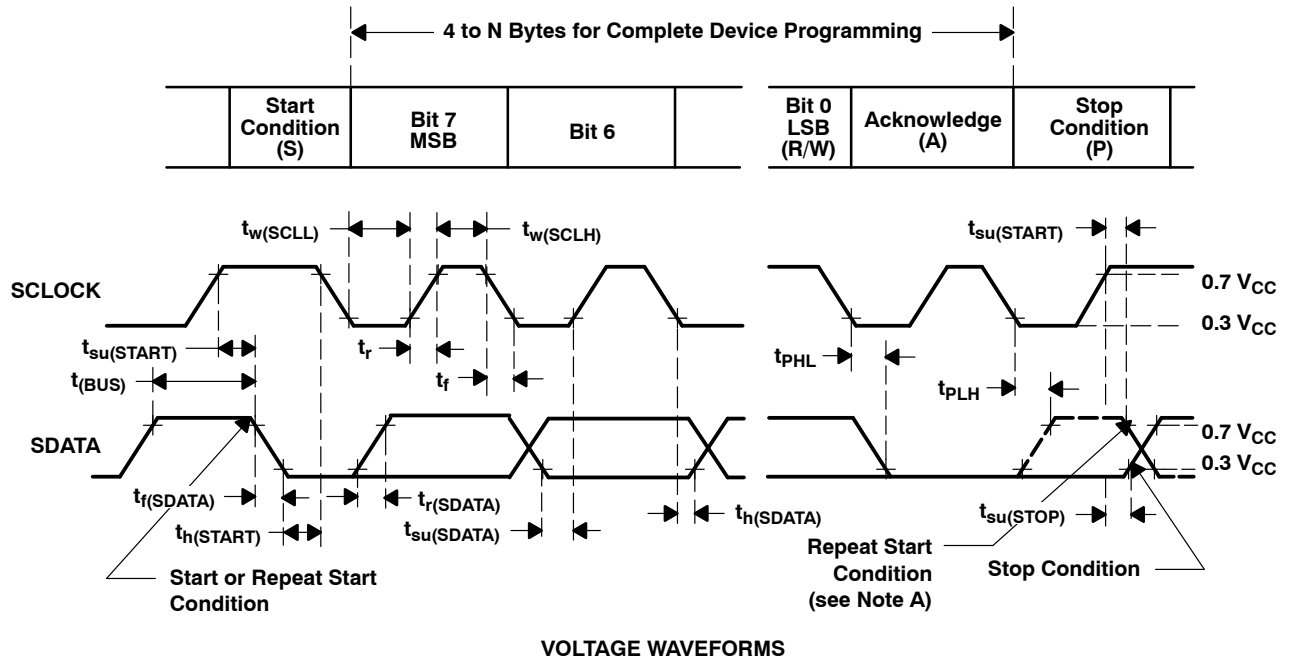 4 to N Bytes for Complete Device Programming
Start
Condition
(S)
Bit 7
MSB
Bit 6
Bit 0
LSB
(R/W)
Acknowledge
(A)
Stop
Condition
(P)
tw(SCLL)
tw(SCLH)
tsu(START)
SCLOCK
0.7 VCC
0.3 VCC
tsu(START)
tr
tPHL
t(BUS)
tf
tPLH
SDATA
0.7 VCC
0.3 VCC
tf(SDATA)
tr(SDATA)
th(START)
tsu(SDATA)
th(SDATA)
tsu(STOP)
Start or Repeat Start
Condition
Repeat Start
Condition
(see Note A)
Stop Condition
VOLTAGE WAVEFORMS